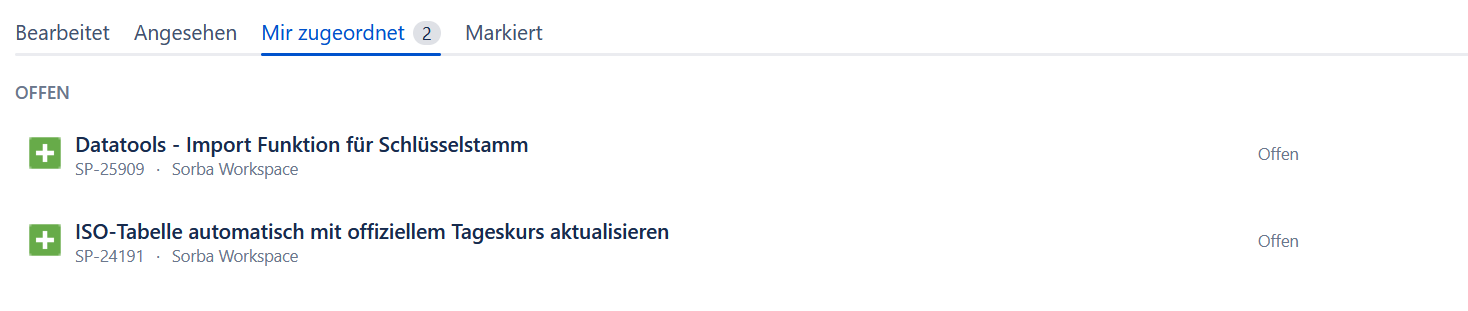 Bearbeitet Angesehen Mir zugeordnet 2 Markiert
OFFEN
Datatools - Import Funktion für Schlüsselstamm
SP-25909 · Sorba Workspace
Offen
ISO-Tabelle automatisch mit offiziellem Tageskurs aktualisieren
SP-24191 · Sorba Workspace
Offen